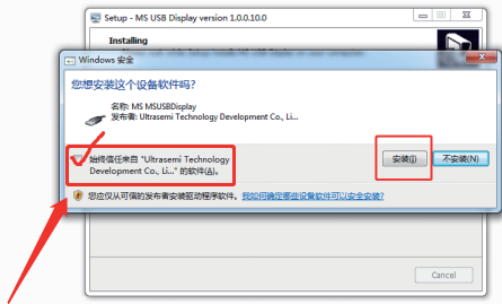 Setup - MS USB Display version 1.0.0.10.0
Installing
Windows 安全
您想安装这个设备软件吗?
名称: MS MSUSBDisplay
发布者: Ultrasemi Technology Development Co., Li...
始终信任来自 "Ultrasemi Technology
Development Co., Li..." 的软件(A)。
安装(I)
不安装(N)
您应仅从可信的发布者安装驱动程序软件。我如何确定哪些设备软件可以安全安装?
Cancel